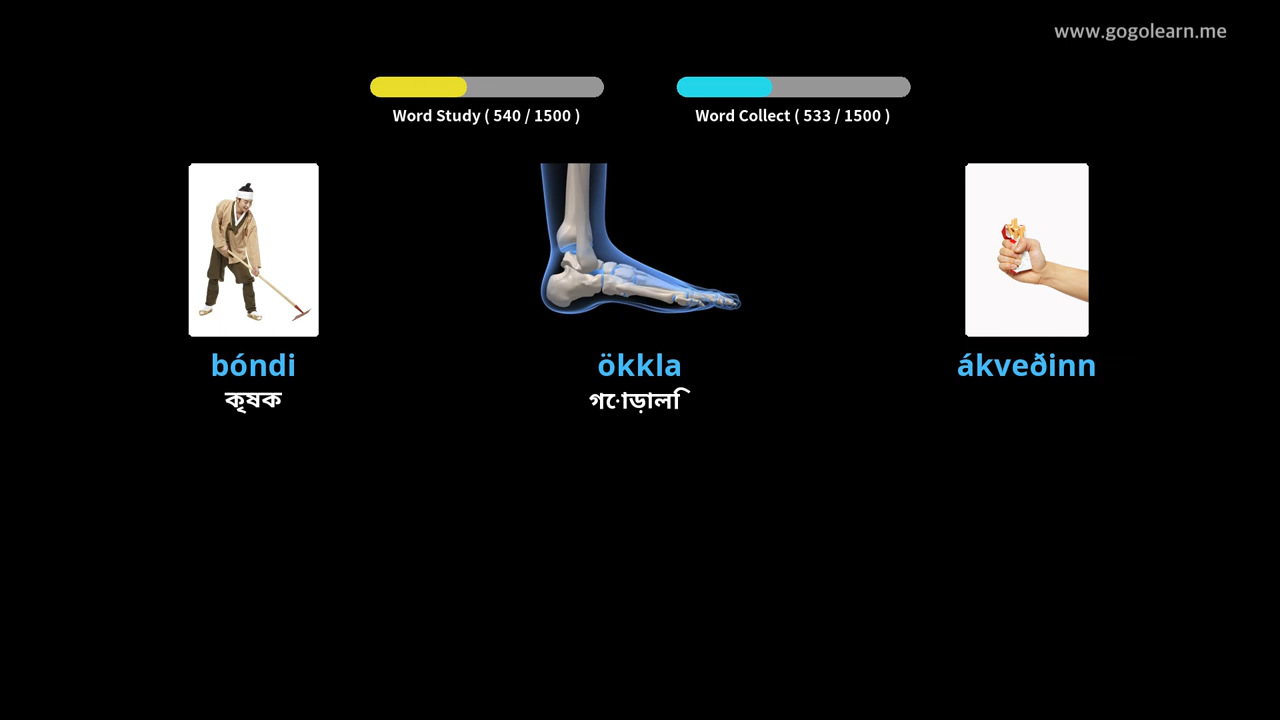 www.gogolearn.me
Word Study ( 540 / 1500 )
Word Collect ( 533 / 1500 )
bóndi
কৃষক
ökkla
গোড়ালি
ákveðinn